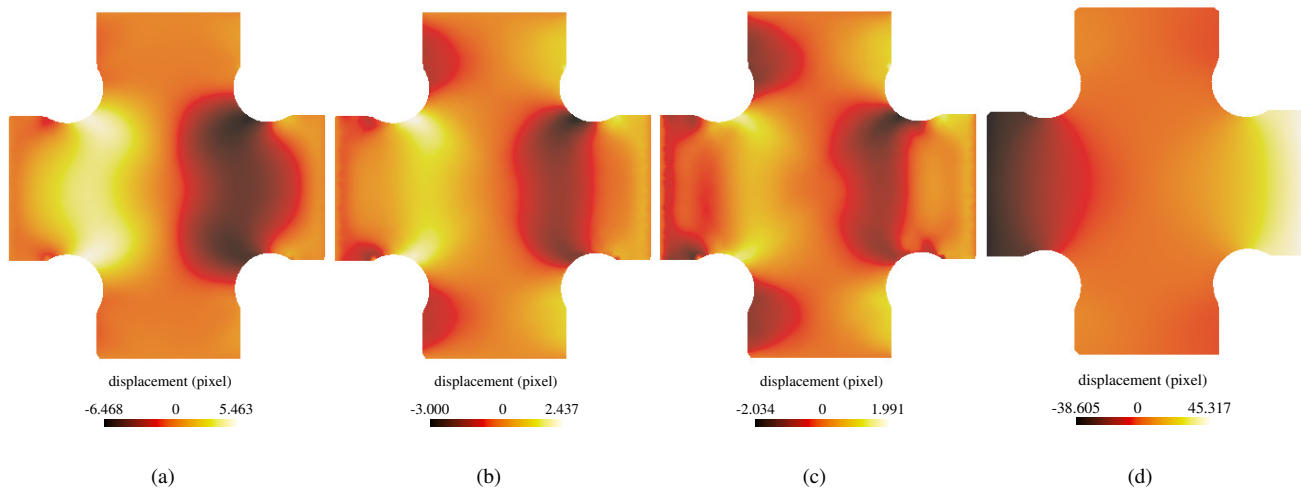 displacement (pixel)
-6.468 0 5.463
(a)
displacement (pixel)
-3.000 0 2.437
(b)
displacement (pixel)
-2.034 0 1.991
(c)
displacement (pixel)
-38.605 0 45.317
(d)